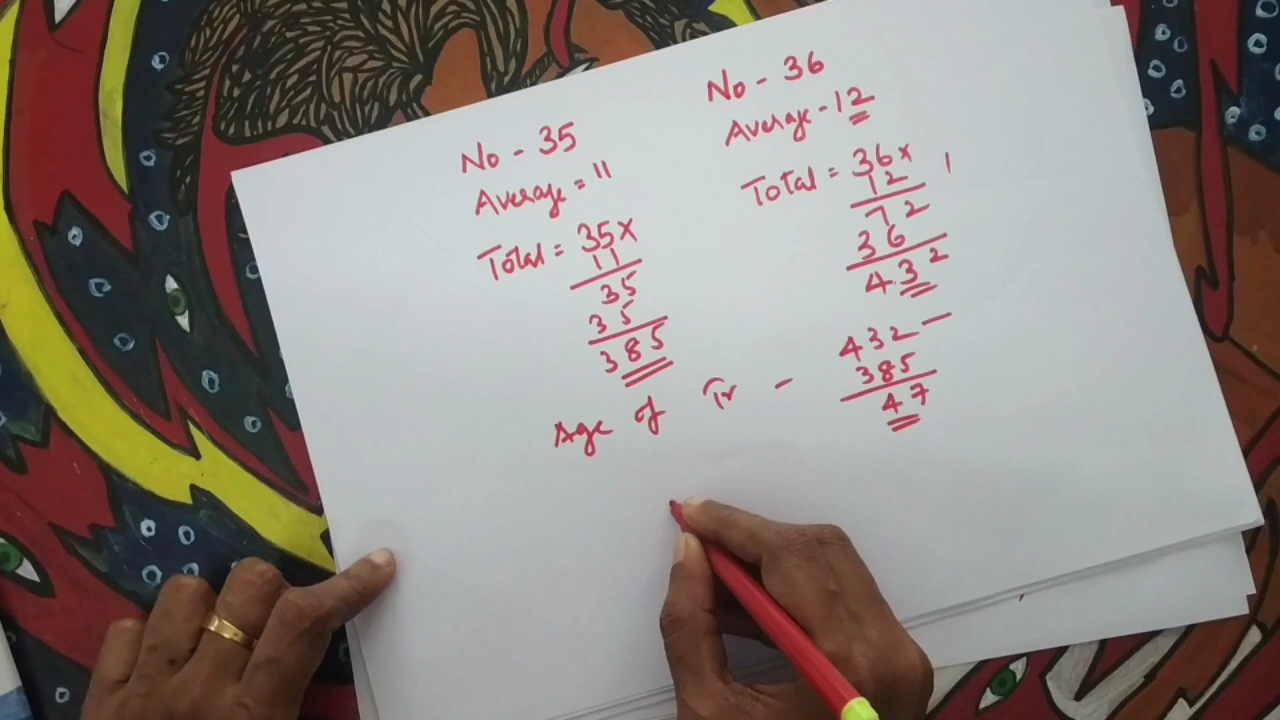 No - 35
Average = 11
Total = 35x
11
35
35
385
No - 36
Average - 12
Total = 36x
12
72
36
432
432 -
385
47
Age of Tr -